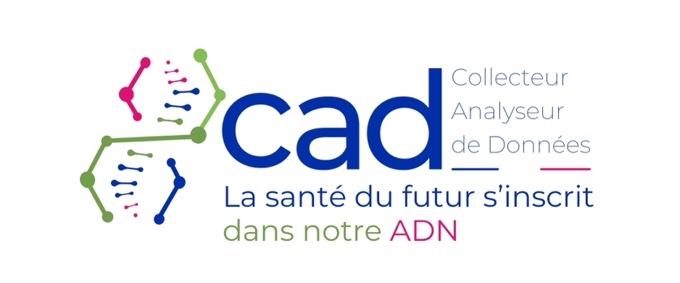 cad
Collecteur
Analyseur
de Données
La santé du futur s’inscrit
dans notre ADN